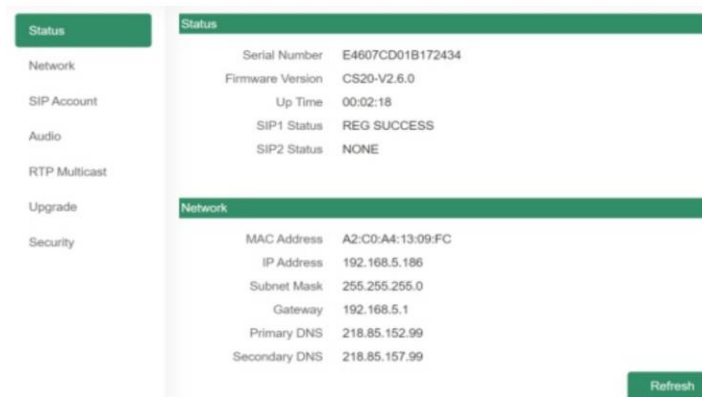 Status
Network
SIP Account
Audio
RTP Multicast
Upgrade
Security
Status
Serial Number E4607CD01B172434
Firmware Version CS20-V2.6.0
Up Time 00:02:18
SIP1 Status REG SUCCESS
SIP2 Status NONE
Network
MAC Address A2:C0:A4:13:09:FC
IP Address 192.168.5.186
Subnet Mask 255.255.255.0
Gateway 192.168.5.1
Primary DNS 218.85.152.99
Secondary DNS 218.85.157.99
Refresh